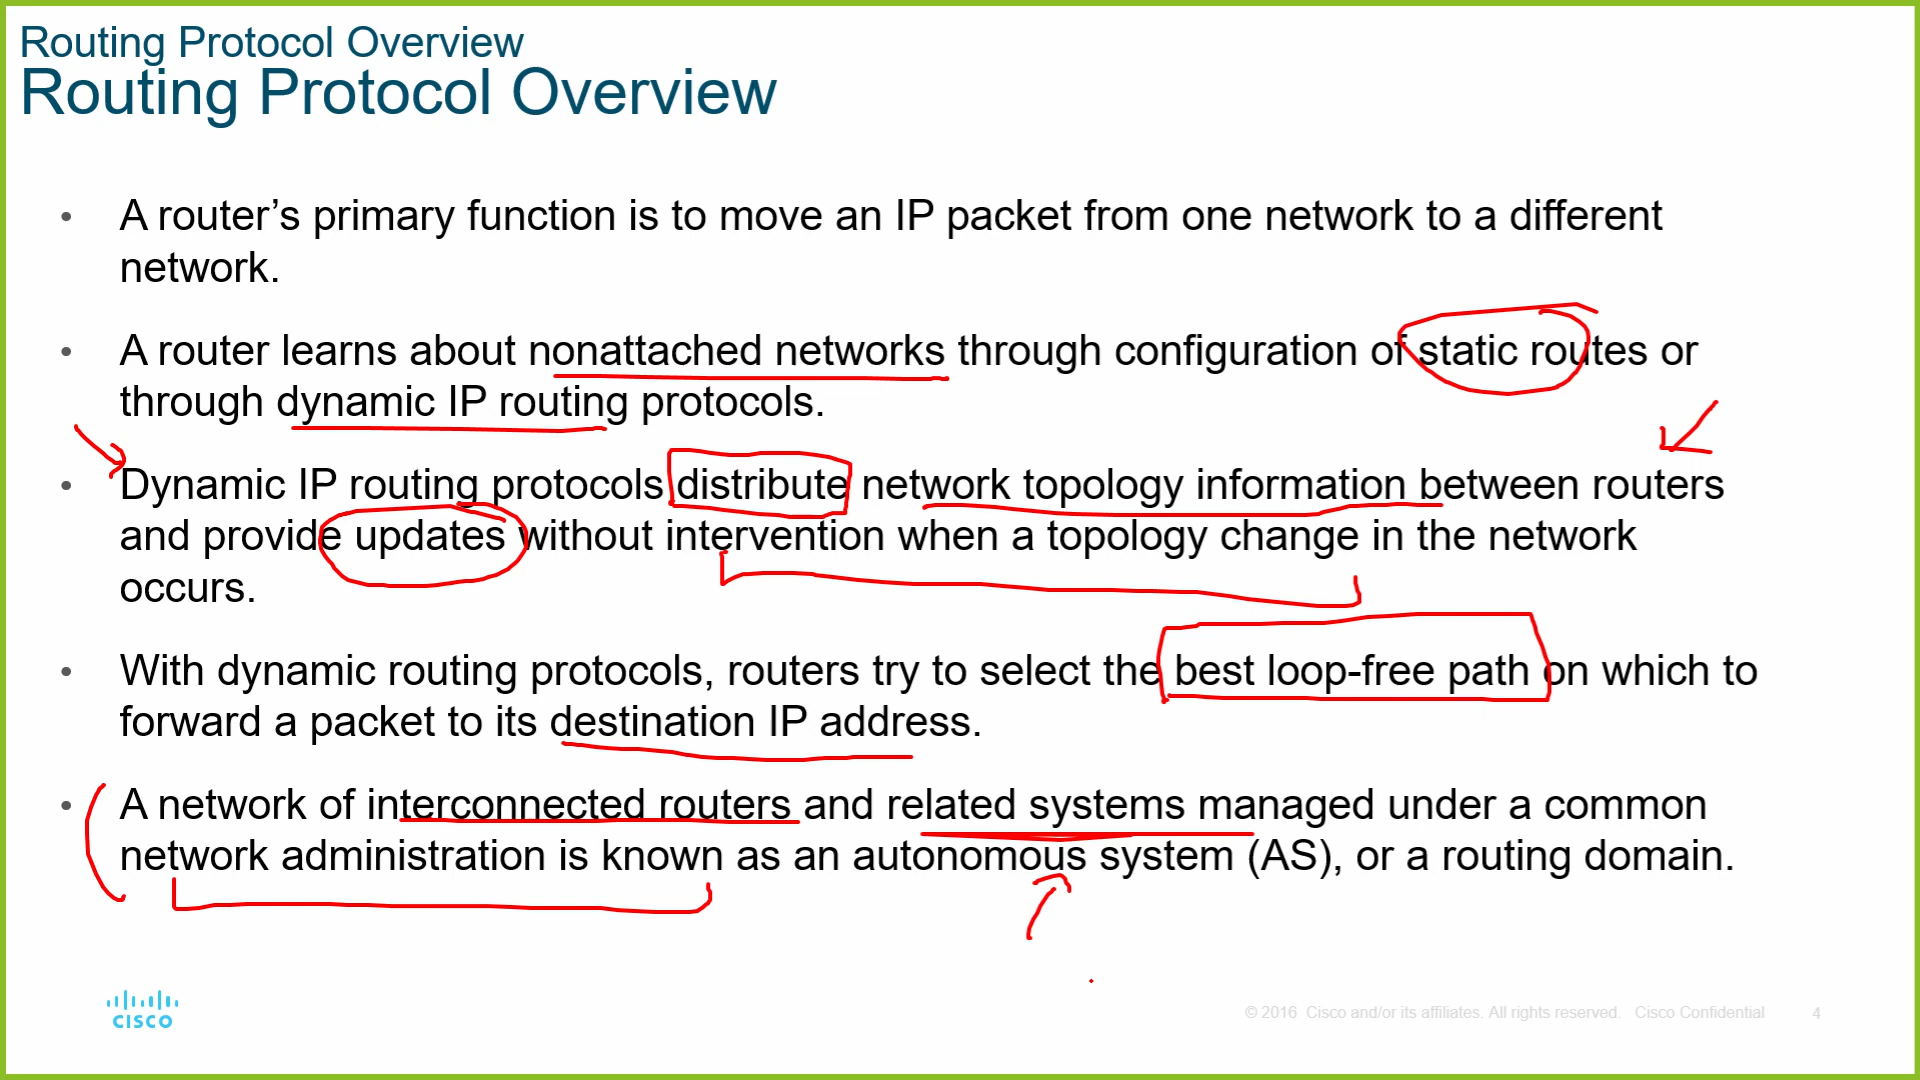 Routing Protocol Overview
Routing Protocol Overview
• A router’s primary function is to move an IP packet from one network to a different
network.
• A router learns about nonattached networks through configuration of static routes or
through dynamic IP routing protocols.
• Dynamic IP routing protocols distribute network topology information between routers
and provide updates without intervention when a topology change in the network
occurs.
• With dynamic routing protocols, routers try to select the best loop-free path on which to
forward a packet to its destination IP address.
• A network of interconnected routers and related systems managed under a common
network administration is known as an autonomous system (AS), or a routing domain.
CISCO
© 2016 Cisco and/or its affiliates. All rights reserved. Cisco Confidential 4